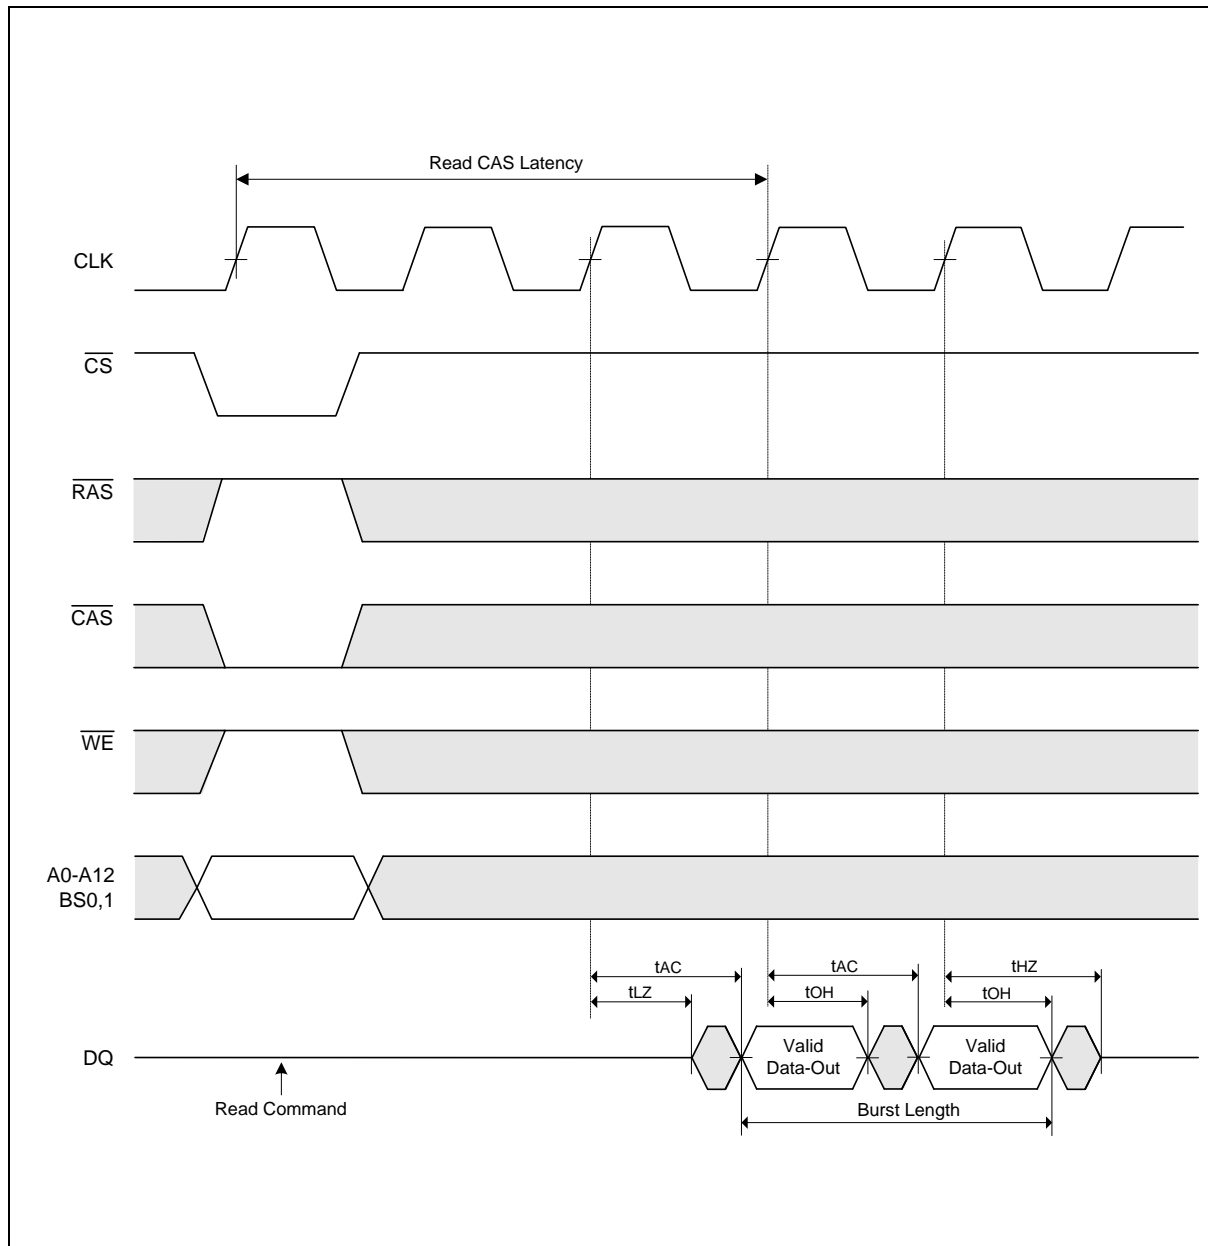 Read CAS Latency
CLK
CS
RAS
CAS
WE
A0-A12
BS0,1
tAC
tAC
tHZ
tLZ
tOH
tOH
DQ
Valid
Data-Out
Valid
Data-Out
Read Command
Burst Length